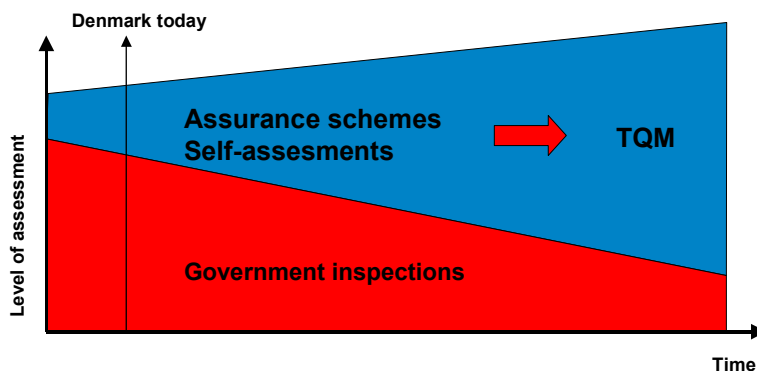 Denmark today
Level of assessment
Assurance schemes
Self-assesments
TQM
Government inspections
Time